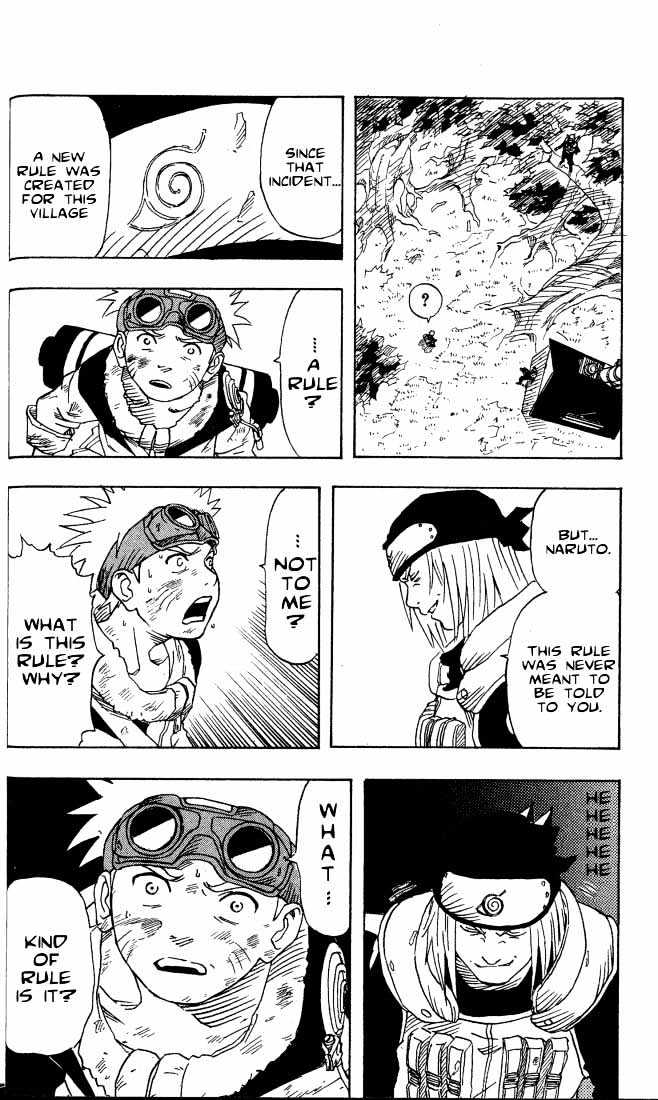 ?
SINCE
THAT
INCIDENT...
A NEW
RULE WAS
CREATED
FOR THIS
VILLAGE
...
A
RULE?
BUT...
NARUTO.
THIS RULE
WAS NEVER
MEANT TO
BE TOLD
TO YOU.
...
NOT
TO
ME?
WHAT
IS THIS
RULE?
WHY?
HE
HE
HE
HE
HE
WHAT...
KIND
OF
RULE
IS IT?